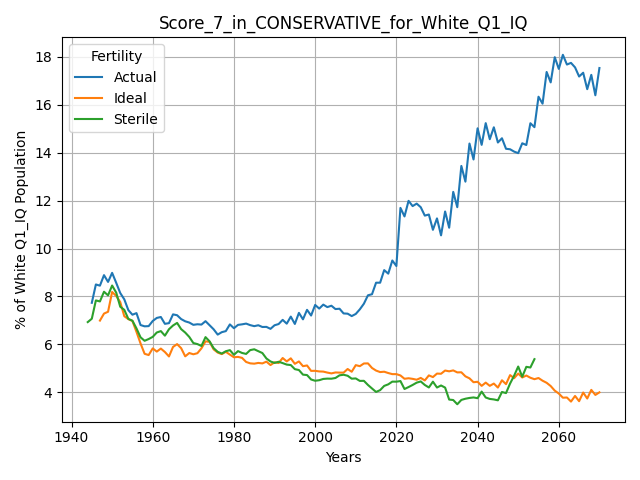 Score_7_in_CONSERVATIVE_for_White_Q1_IQ
Fertility
Actual
Ideal
Sterile
% of White Q1_IQ Population
18
16
14
12
10
8
6
4
1940
1960
1980
2000
2020
2040
2060
Years